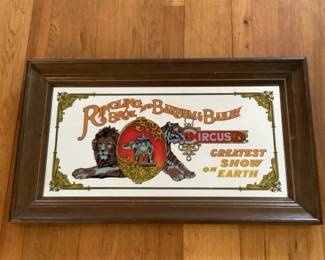 RINGLING
BROS. AND BARNUM & BAILEY
CIRCUS
GREATEST
SHOW
ON EARTH